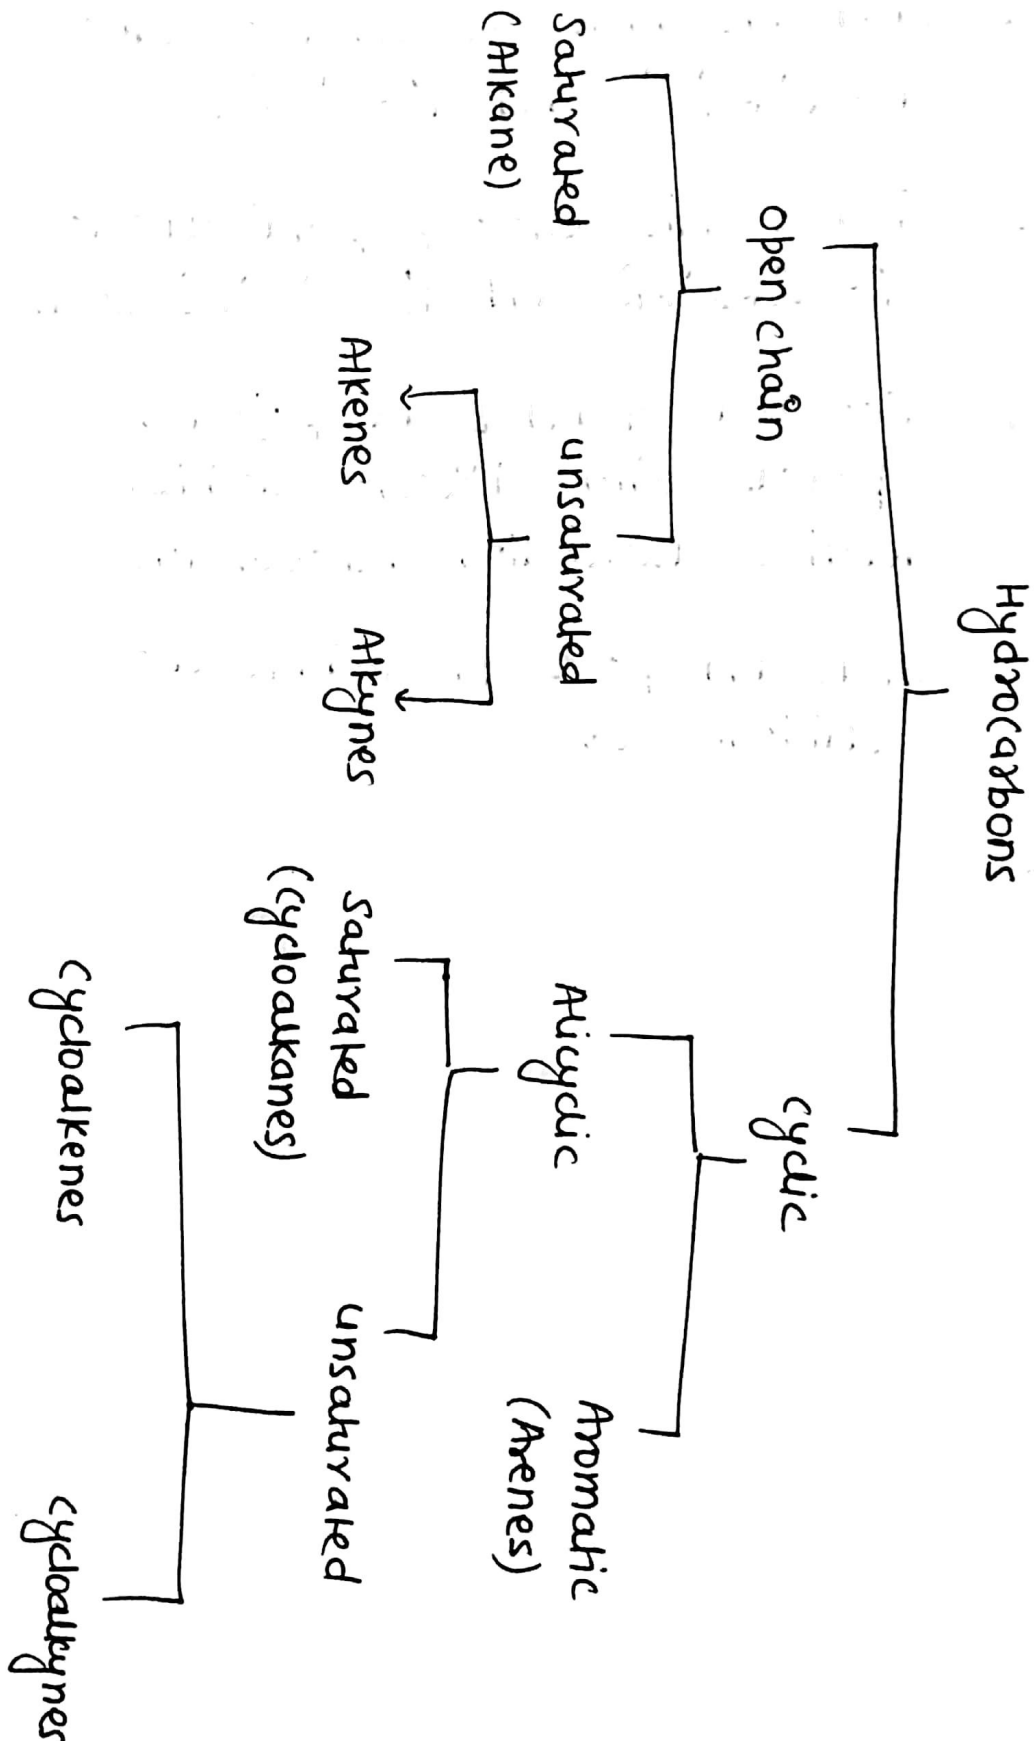 Hydrocarbons
open chain
cyclic
Saturated
(Alkane)
unsaturated
Alicyclic
Aromatic
(Arenes)
Alkenes
Alkynes
Saturated
(cycloalkanes)
unsaturated
cycloalkenes
cycloalkynes